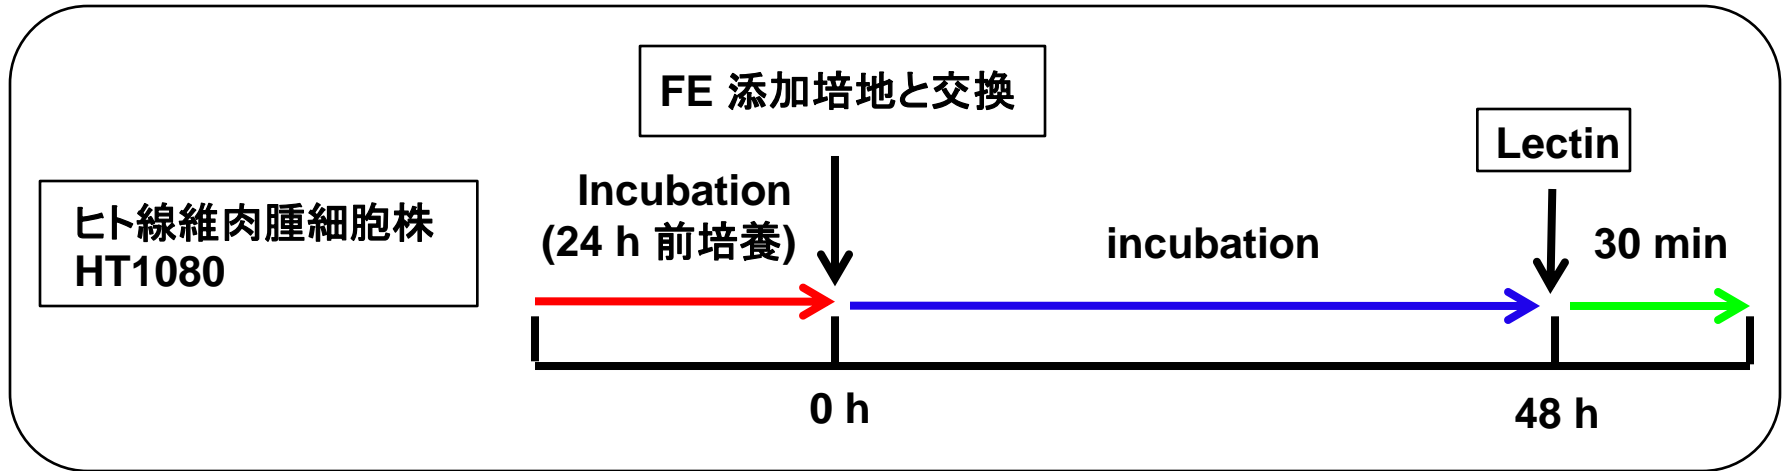 FE 添加培地と交換
Lectin
ヒト線維肉腫細胞株
HT1080
Incubation
(24 h 前培養)
incubation
30 min
0 h
48 h